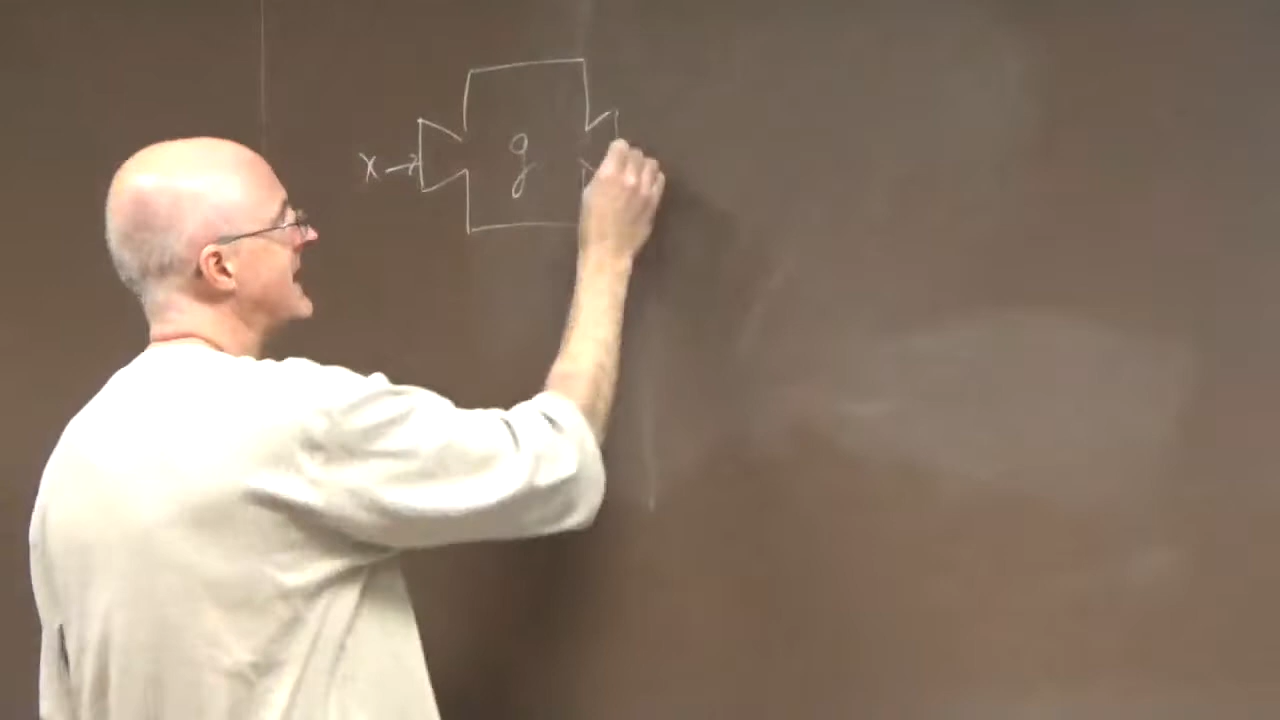 x → g